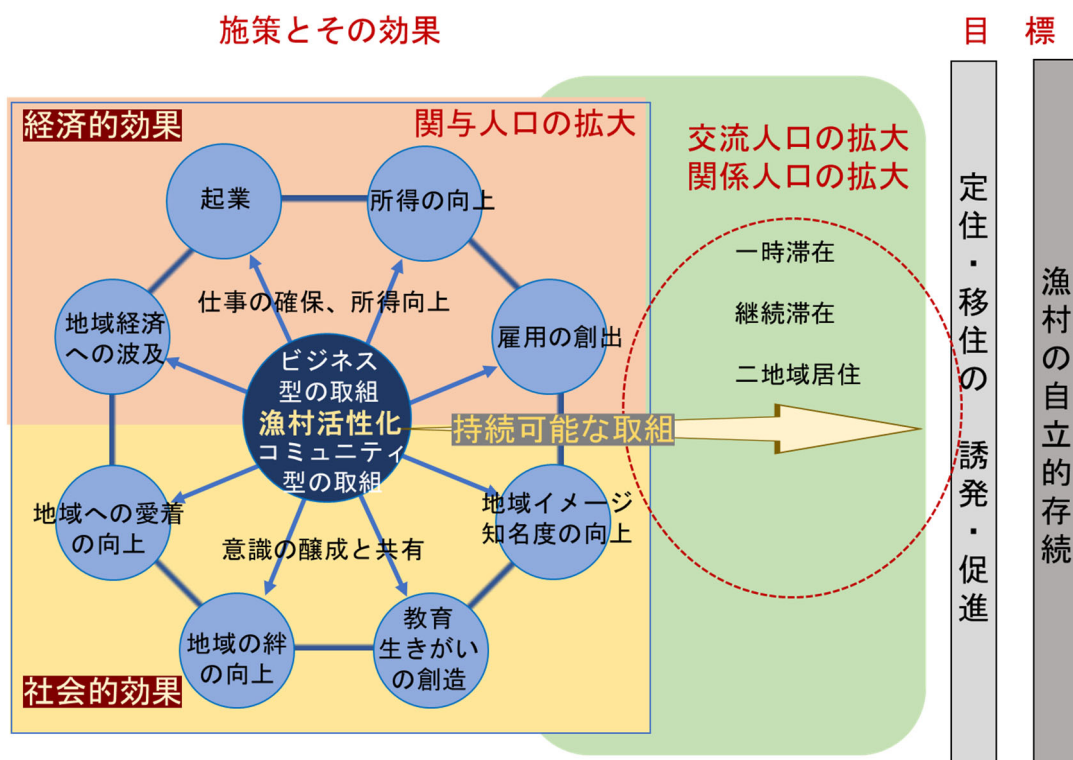 施策とその効果
目 標
経済的効果
関与人口の拡大
起業
所得の向上
仕事の確保、所得向上
地域経済
への波及
雇用の創出
ビジネス
型の取組
漁村活性化
コミュニティ
型の取組
持続可能な取組
地域への愛着
の向上
地域イメージ
知名度の向上
意識の醸成と共有
地域の絆
の向上
教育
生きがい
の創造
社会的効果
交流人口の拡大
関係人口の拡大
一時滞在
継続滞在
二地域居住
定住・移住の 誘発・促進
漁村の自立的存続